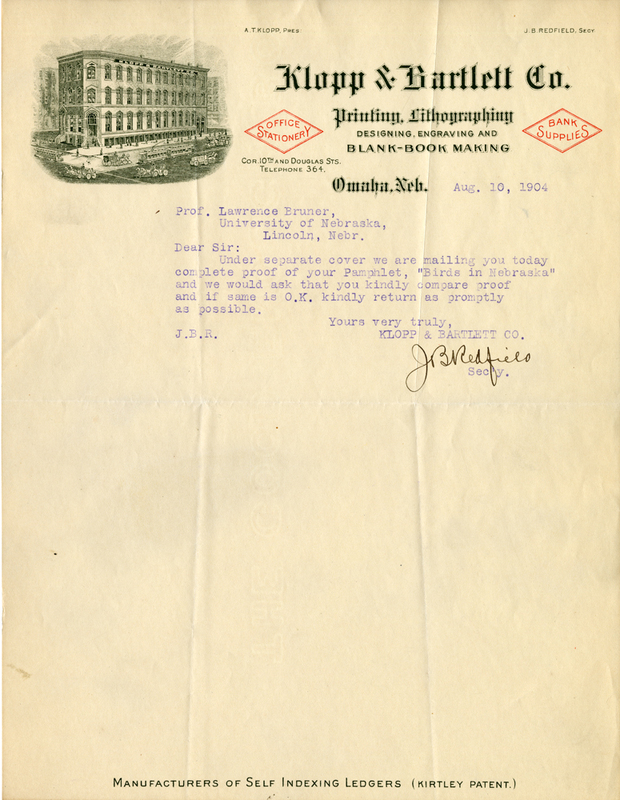 A. T. KLOPP, PRES
J. B. REDFIELD, SECY
Klopp & Bartlett Co.
OFFICE
STATIONERY
Printing, Lithographing
DESIGNING, ENGRAVING AND
BLANK-BOOK MAKING
BANK
SUPPLIES
COR. 10TH AND DOUGLAS STS.
TELEPHONE 364.
Omaha, Neb. Aug. 10, 1904
Prof. Lawrence Bruner,
University of Nebraska,
Lincoln, Nebr.
Dear Sir:
Under separate cover we are mailing you today
complete proof of your Pamphlet, "Birds in Nebraska"
and we would ask that you kindly compare proof
and if same is O.K. kindly return as promptly
as possible.
Yours very truly,
J.B.R. KLOPP & BARTLETT CO.
J B Redfield
Secy.
MANUFACTURERS OF SELF INDEXING LEDGERS (KIRTLEY PATENT.)